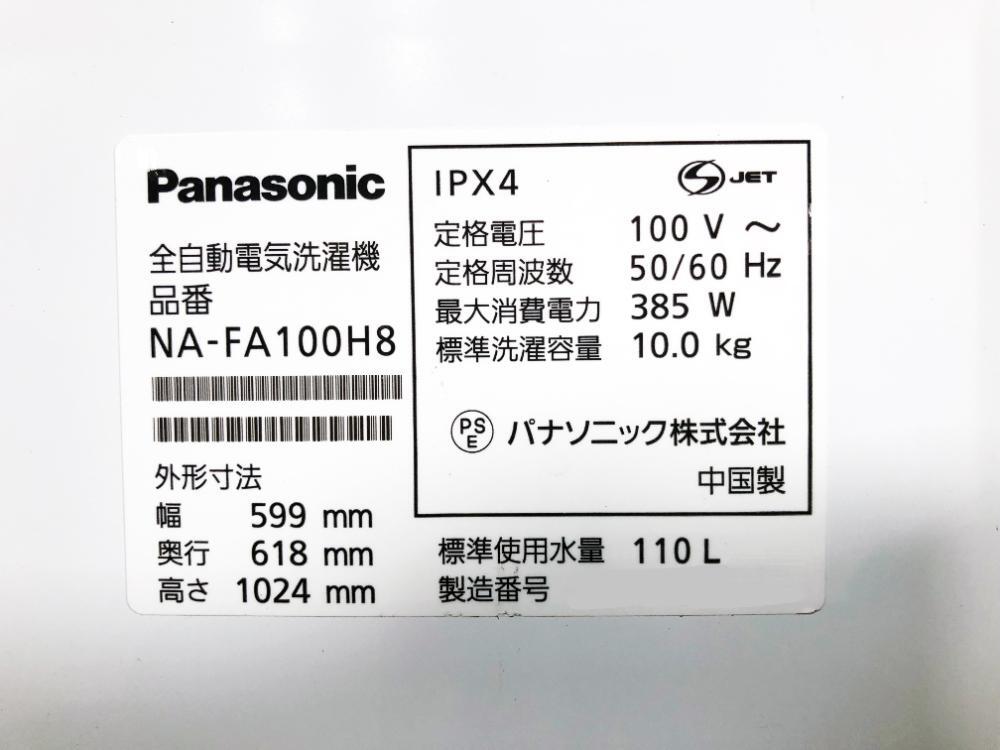 Panasonic
全自動電気洗濯機
品番
NA-FA100H8
外形寸法
幅 599 mm
奥行 618 mm
高さ 1024 mm
IPX4
S JET
定格電圧 100 V ～
定格周波数 50/60 Hz
最大消費電力 385 W
標準洗濯容量 10.0 kg
PSE パナソニック株式会社
中国製
標準使用水量 110 L
製造番号